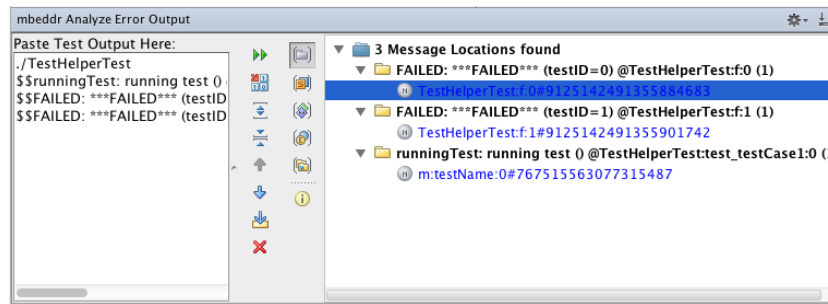 mbeddr Analyze Error Output
Paste Test Output Here:
./TestHelperTest
$$runningTest: running test ()
$$FAILED: ***FAILED*** (testID
$$FAILED: ***FAILED*** (testID
3 Message Locations found
FAILED: ***FAILED*** (testID=0) @TestHelperTest:f:0 (1)
TestHelperTest:f:0#9125142491355884683
FAILED: ***FAILED*** (testID=1) @TestHelperTest:f:1 (1)
TestHelperTest:f:1#9125142491355901742
runningTest: running test () @TestHelperTest:test_testCase1:0 (
m:testName:0#767515563077315487